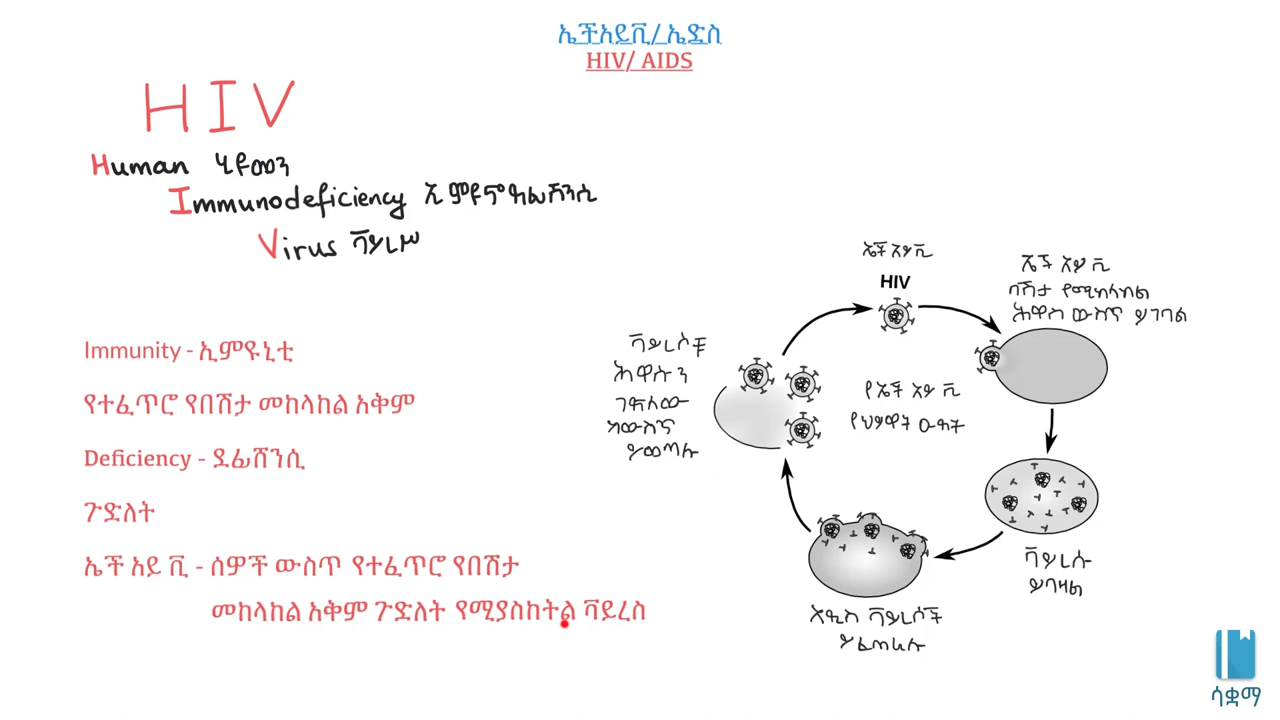 ኤችአይቪ/ ኤድስ
HIV/ AIDS
HIV
Human ሂዩመን
Immunodeficiency ኢምዩኖዴፊሸንሲ
Virus ቫይረሥ
Immunity - ኢምዩኒቲ
የተፈጥሮ የበሽታ መከላከል አቅም
Deficiency - ደፊሸንሲ
ጉድለት
ኤች አይ ቪ - ሰዎች ውስጥ የተፈጥሮ የበሽታ
መከላከል አቅም ጉድለት የሚያስከትል ቫይረስ
ኤች አይ ቪ
HIV
ኤች አይ ቪ
በሽታ የሚከላከል
ሕዋስ ውስጥ ይገባል
ቫይረሱ
ይባዛል
አዲስ ቫይረሶች
ይፈጠራሉ
ቫይረሶቹ
ሕዋሱን
ገድለው
ከውስጥ
ይወጣሉ
የኤች አይ ቪ
የህይወት ዑደት
ሳቋማ